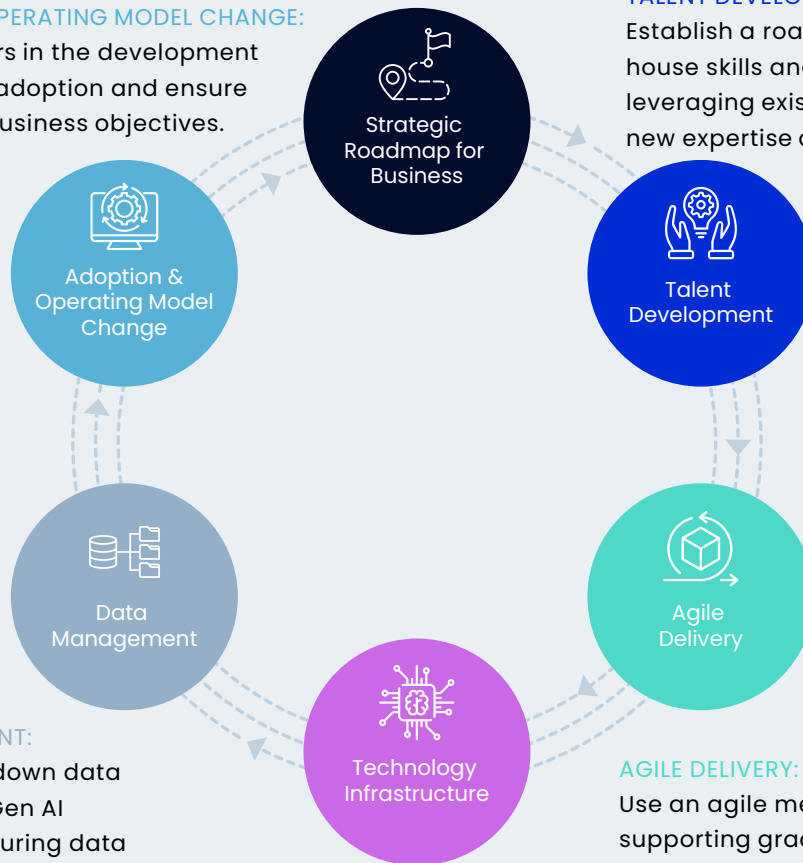 PERATING MODEL CHANGE:
rs in the development
adoption and ensure
usiness objectives.
TALENT DEVELO
Establish a roa
house skills and
leveraging exis
new expertise
Strategic
Roadmap for
Business
Adoption &
Operating Model
Change
Talent
Development
Data
Management
Agile
Delivery
Technology
Infrastructure
NT:
down data
Gen AI
uring data
AGILE DELIVERY:
Use an agile me
supporting grad